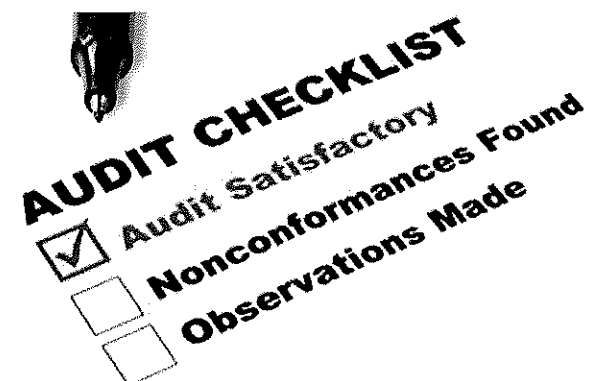 AUDIT CHECKLIST
Audit Satisfactory
Nonconformances Found
Observations Made